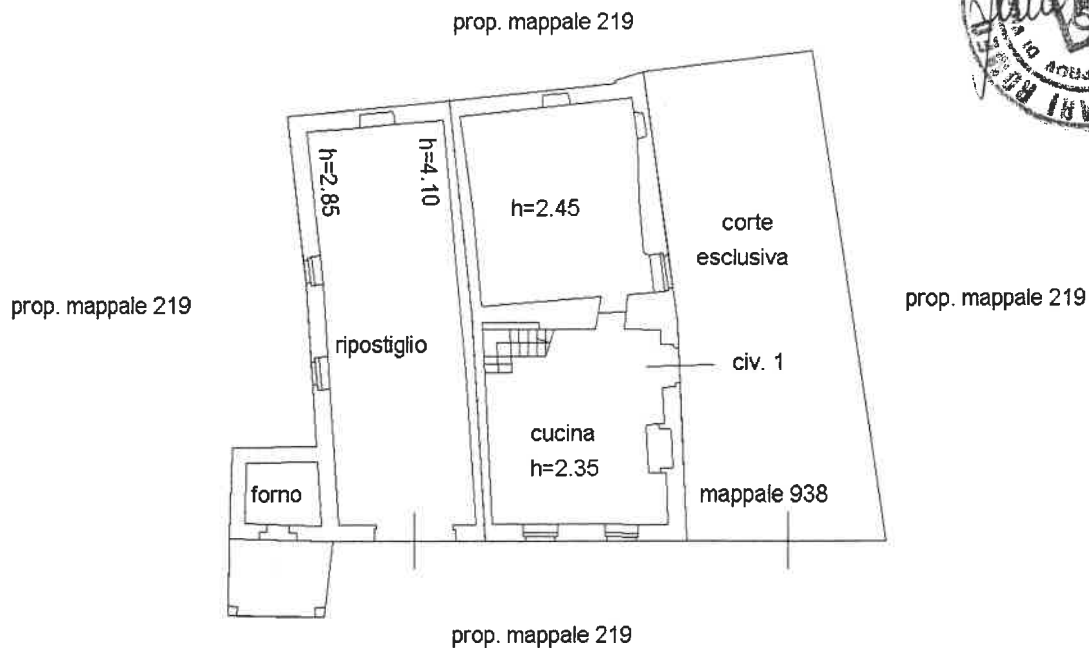 prop. mappale 219
h=2.85
h=4.10
h=2.45
corte
esclusiva
prop. mappale 219
prop. mappale 219
ripostiglio
civ. 1
cucina
h=2.35
forno
mappale 938
prop. mappale 219